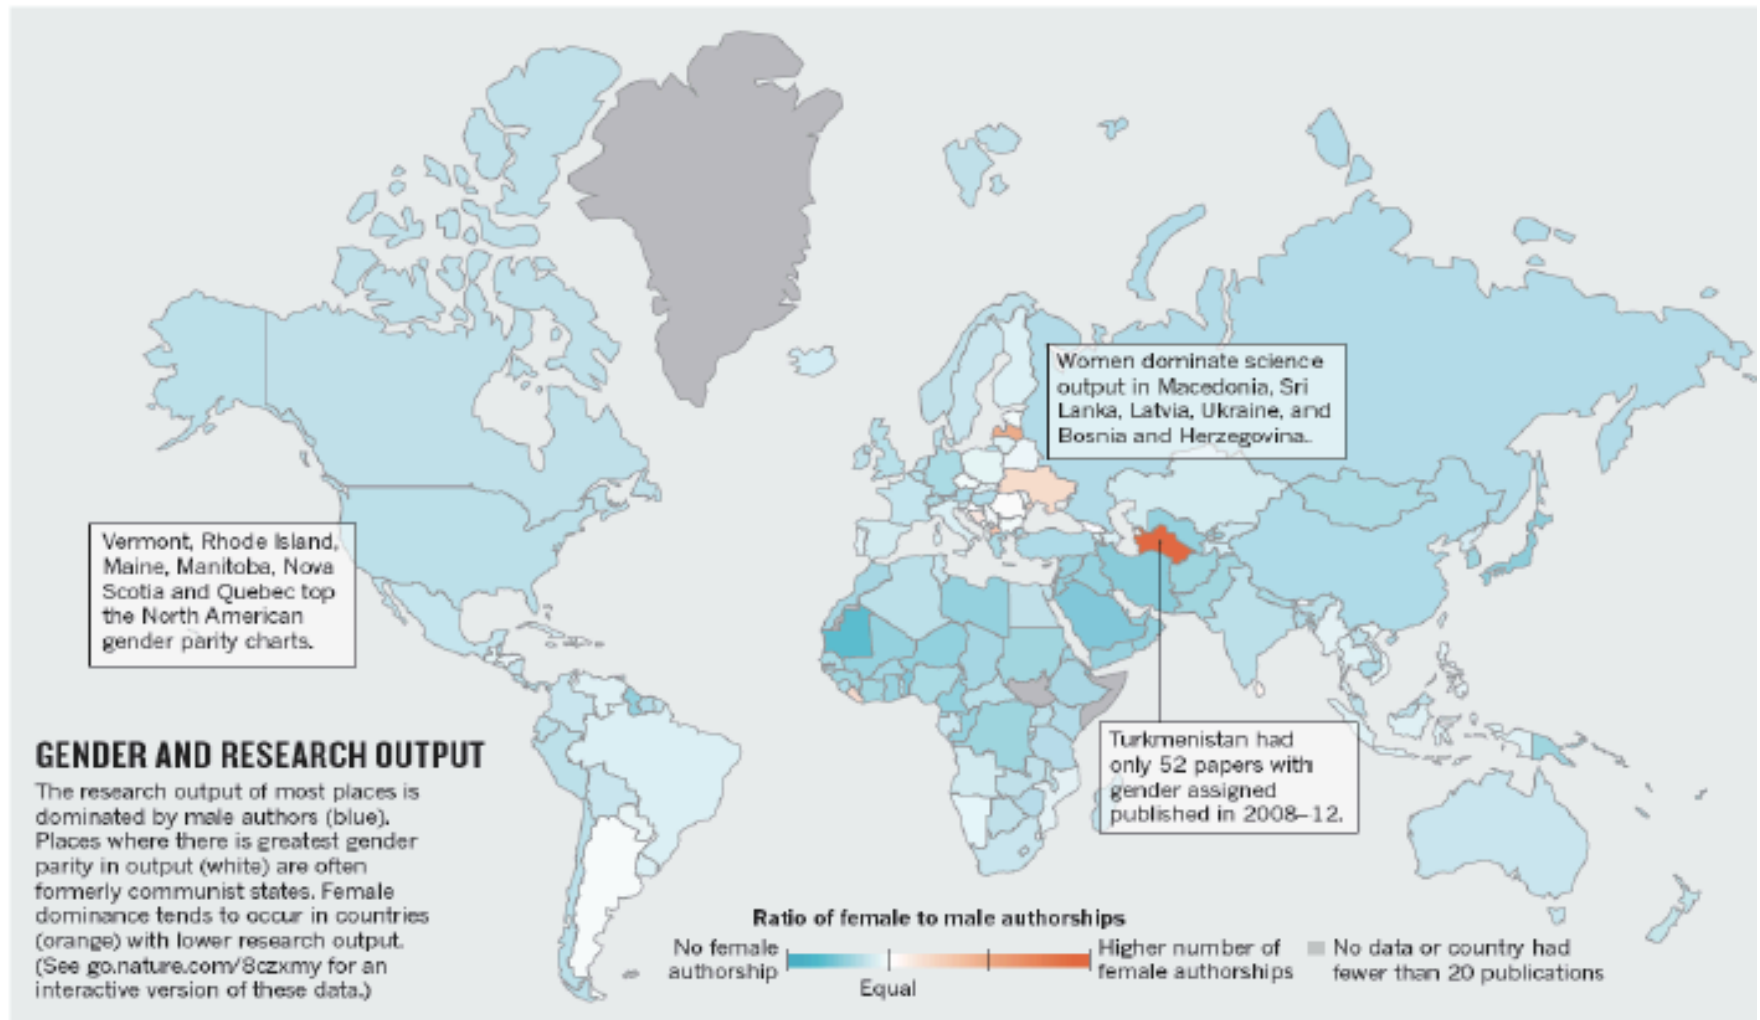 Women dominate science
output in Macedonia, Sri
Lanka, Latvia, Ukraine, and
Bosnia and Herzegovina.
Vermont, Rhode Island,
Maine, Manitoba, Nova
Scotia and Quebec top
the North American
gender parity charts.
Turkmenistan had
only 52 papers with
gender assigned
published in 2008–12.
GENDER AND RESEARCH OUTPUT
The research output of most places is
dominated by male authors (blue).
Places where there is greatest gender
parity in output (white) are often
formerly communist states. Female
dominance tends to occur in countries
(orange) with lower research output.
(See go.nature.com/8czxmy for an
interactive version of these data.)
Ratio of female to male authorships
No female
authorship
Equal
Higher number of
female authorships
No data or country had
fewer than 20 publications